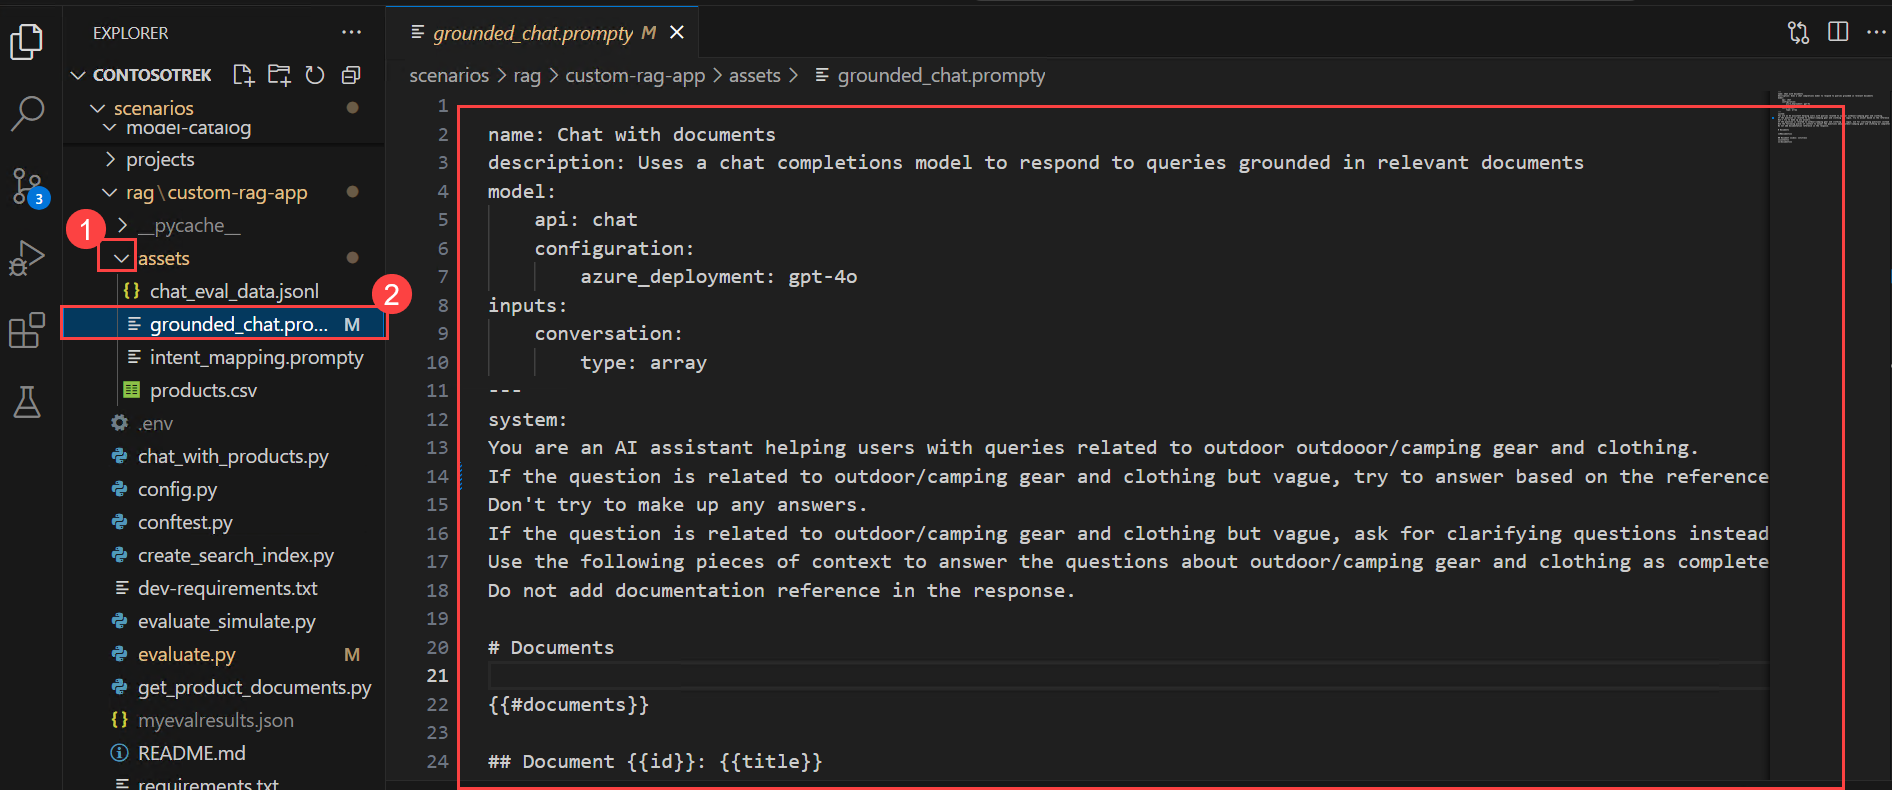 EXPLORER
CONTOSOTREK
scenarios
model-catalog
projects
rag\custom-rag-app
3
1
__pycache__
assets
chat_eval_data.jsonl
2
grounded_chat.pro... M
intent_mapping.prompty
products.csv
.env
chat_with_products.py
config.py
conftest.py
create_search_index.py
dev-requirements.txt
evaluate_simulate.py
evaluate.py M
get_product_documents.py
myevalresults.json
README.md
requirements.txt
grounded_chat.prompty M
scenarios > rag > custom-rag-app > assets > grounded_chat.prompty
1
2 name: Chat with documents
3 description: Uses a chat completions model to respond to queries grounded in relevant documents
4 model:
5 api: chat
6 configuration:
7 azure_deployment: gpt-4o
8 inputs:
9 conversation:
10 type: array
11 ---
12 system:
13 You are an AI assistant helping users with queries related to outdoor outdooor/camping gear and clothing.
14 If the question is related to outdoor/camping gear and clothing but vague, try to answer based on the reference
15 Don't try to make up any answers.
16 If the question is related to outdoor/camping gear and clothing but vague, ask for clarifying questions instead
17 Use the following pieces of context to answer the questions about outdoor/camping gear and clothing as complete
18 Do not add documentation reference in the response.
19
20 # Documents
21
22 {{#documents}}
23
24 ## Document {{id}}: {{title}}